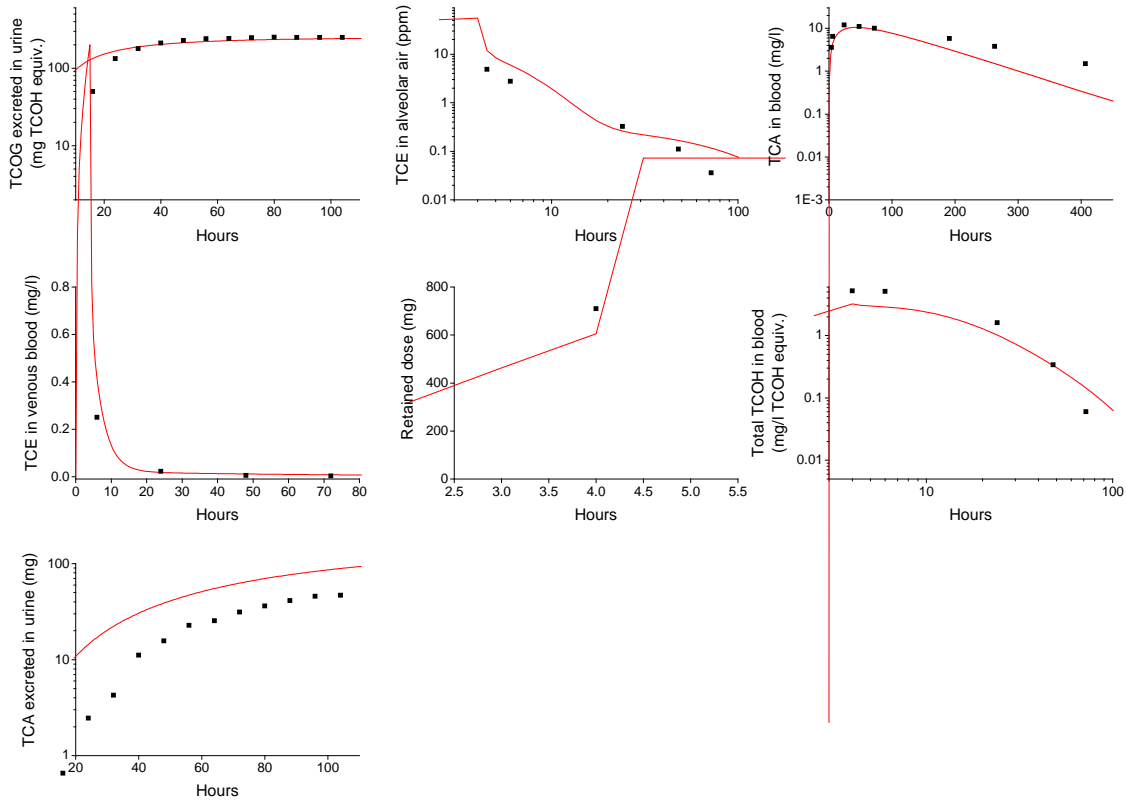 TCOG excreted in urine
(mg TCOH equiv.)
100
10
20 40 60 80 100
Hours
TCE in alveolar air (ppm)
10
1
0.1
0.01
10 100
Hours
TCA in blood (mg/l)
10
1
0.1
0.01
1E-3
0 100 200 300 400
Hours
TCE in venous blood (mg/l)
0.8
0.6
0.4
0.2
0.0
0 10 20 30 40 50 60 70 80
Hours
Retained dose (mg)
800
600
400
200
0
2.5 3.0 3.5 4.0 4.5 5.0 5.5
Hours
Total TCOH in blood
(mg/l TCOH equiv.)
1
0.1
0.01
10 100
Hours
TCA excreted in urine (mg)
100
10
1
20 40 60 80 100
Hours